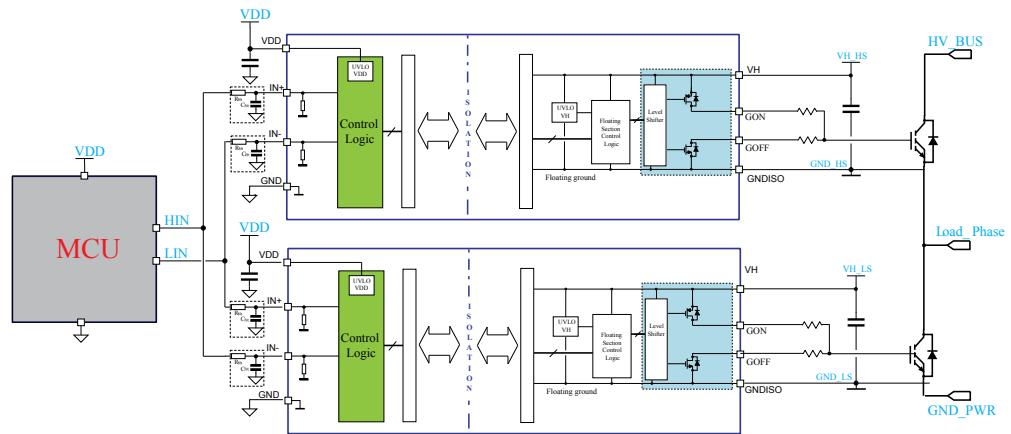 VDD
VDD
UVLO
VDD
IN+
Rfilt
Cfilt
Control
Logic
IN-
GND
I S O L A T I O N
UVLO
VH
Floating
Section
Control
Logic
Level
Shifter
Floating ground
VH
GON
GOFF
GNDISO
VH_HS
GND_HS
HV_BUS
VDD
MCU
HIN
LIN
Load_Phase
VDD
VDD
UVLO
VDD
IN+
Control
Logic
IN-
GND
I S O L A T I O N
UVLO
VH
Floating
Section
Control
Logic
Level
Shifter
Floating ground
VH
GON
GOFF
GNDISO
VH_LS
GND_LS
GND_PWR